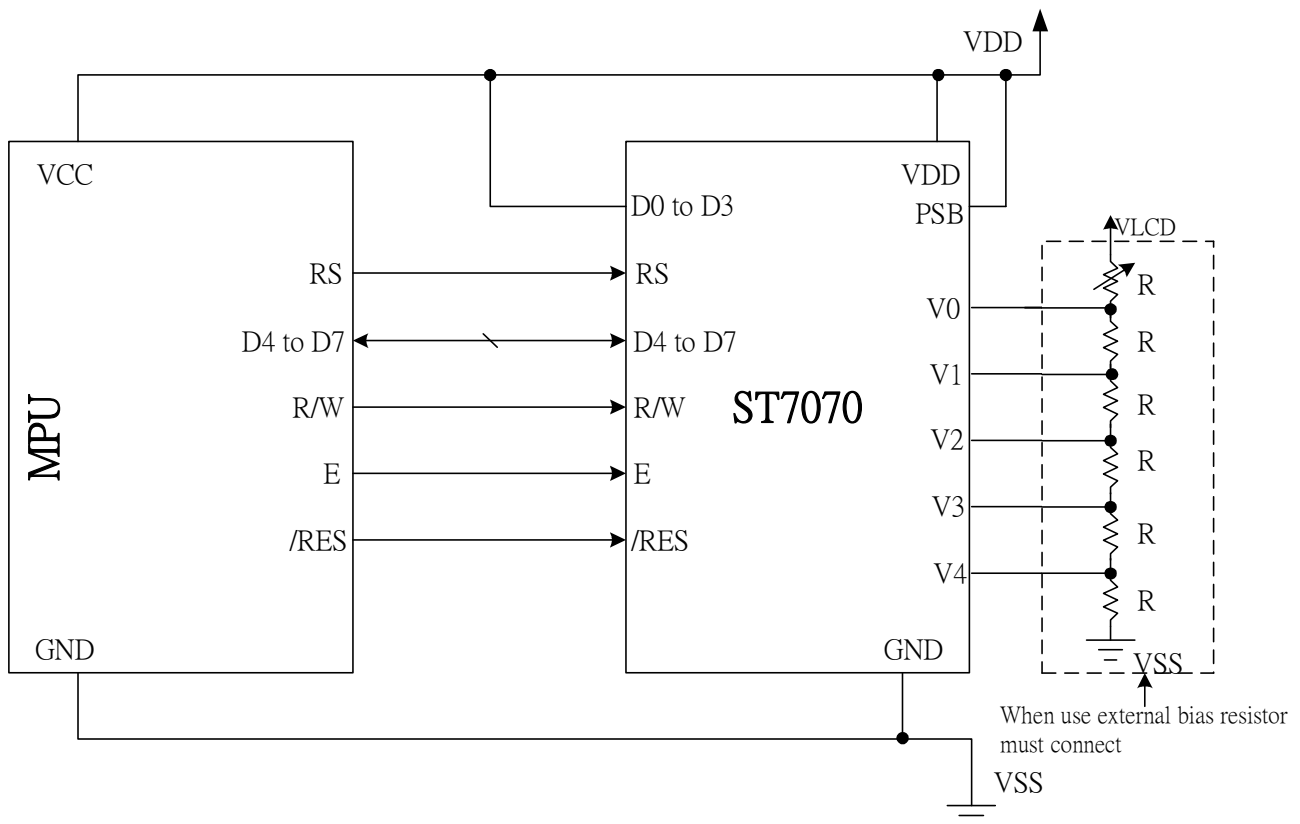 VDD
VCC
VDD
D0 to D3
PSB
VLCD
RS
RS
R
V0
R
D4 to D7
D4 to D7
V1
MPU
R/W
R/W
ST7070
R
V2
E
E
R
V3
/RES
/RES
R
V4
R
GND
GND
VSS
When use external bias resistor
must connect
VSS